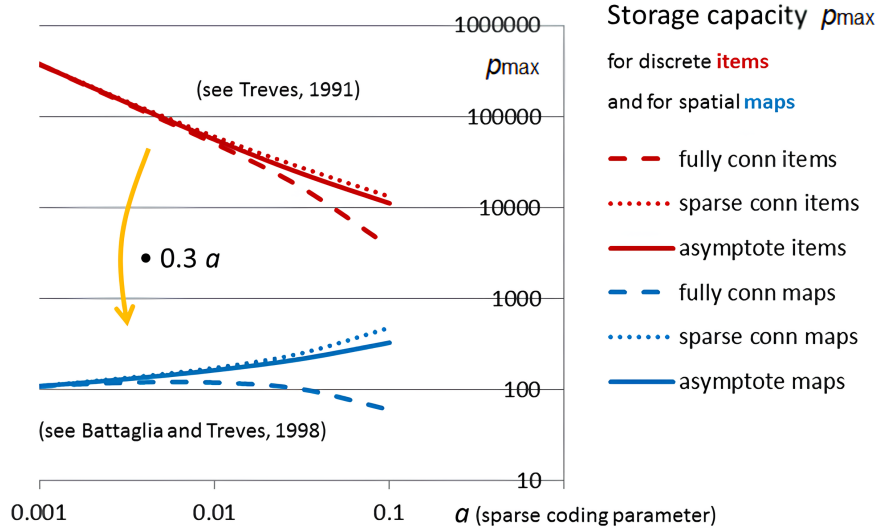 1000000
pmax
(see Treves, 1991)
100000
10000
• 0.3 a
1000
100
(see Battaglia and Treves, 1998)
10
0.001
0.01
0.1
a (sparse coding parameter)
Storage capacity pmax
for discrete items
and for spatial maps
fully conn items
sparse conn items
asymptote items
fully conn maps
sparse conn maps
asymptote maps